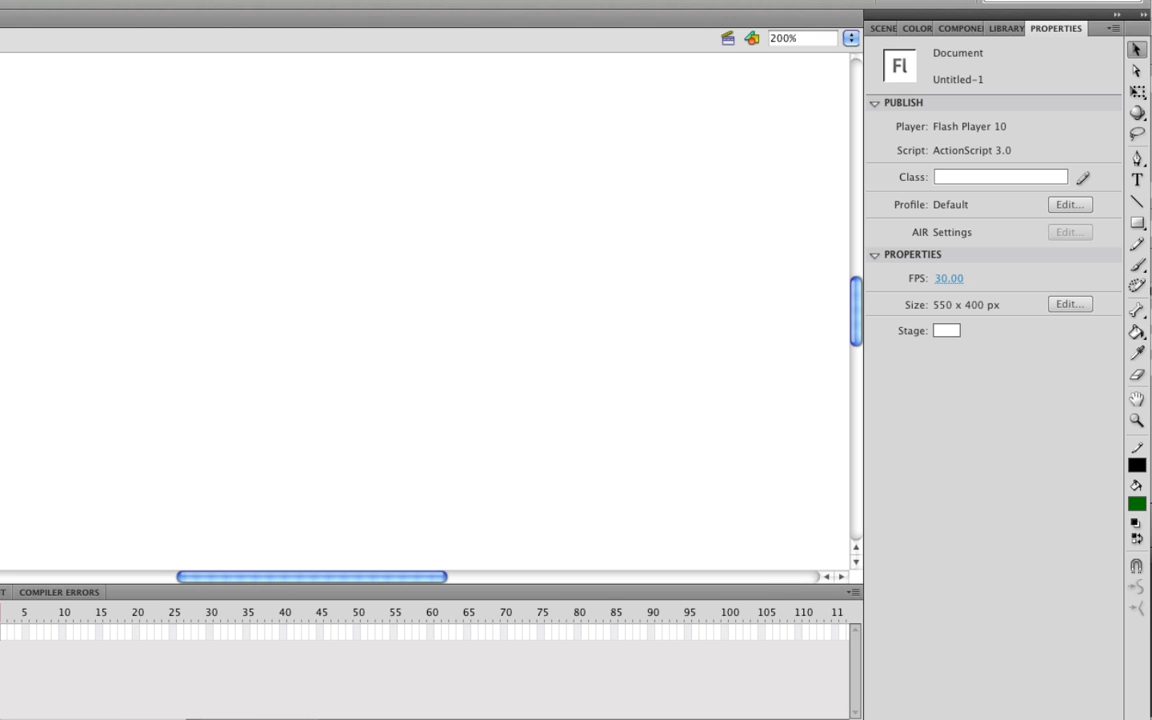 200%
SCENE COLOR COMPONE LIBRARY PROPERTIES
Fl
Document
Untitled-1
PUBLISH
Player: Flash Player 10
Script: ActionScript 3.0
Class:
Profile: Default Edit...
AIR Settings Edit...
PROPERTIES
FPS: 30.00
Size: 550 x 400 px Edit...
Stage:
T
T COMPILER ERRORS
5 10 15 20 25 30 35 40 45 50 55 60 65 70 75 80 85 90 95 100 105 110 11